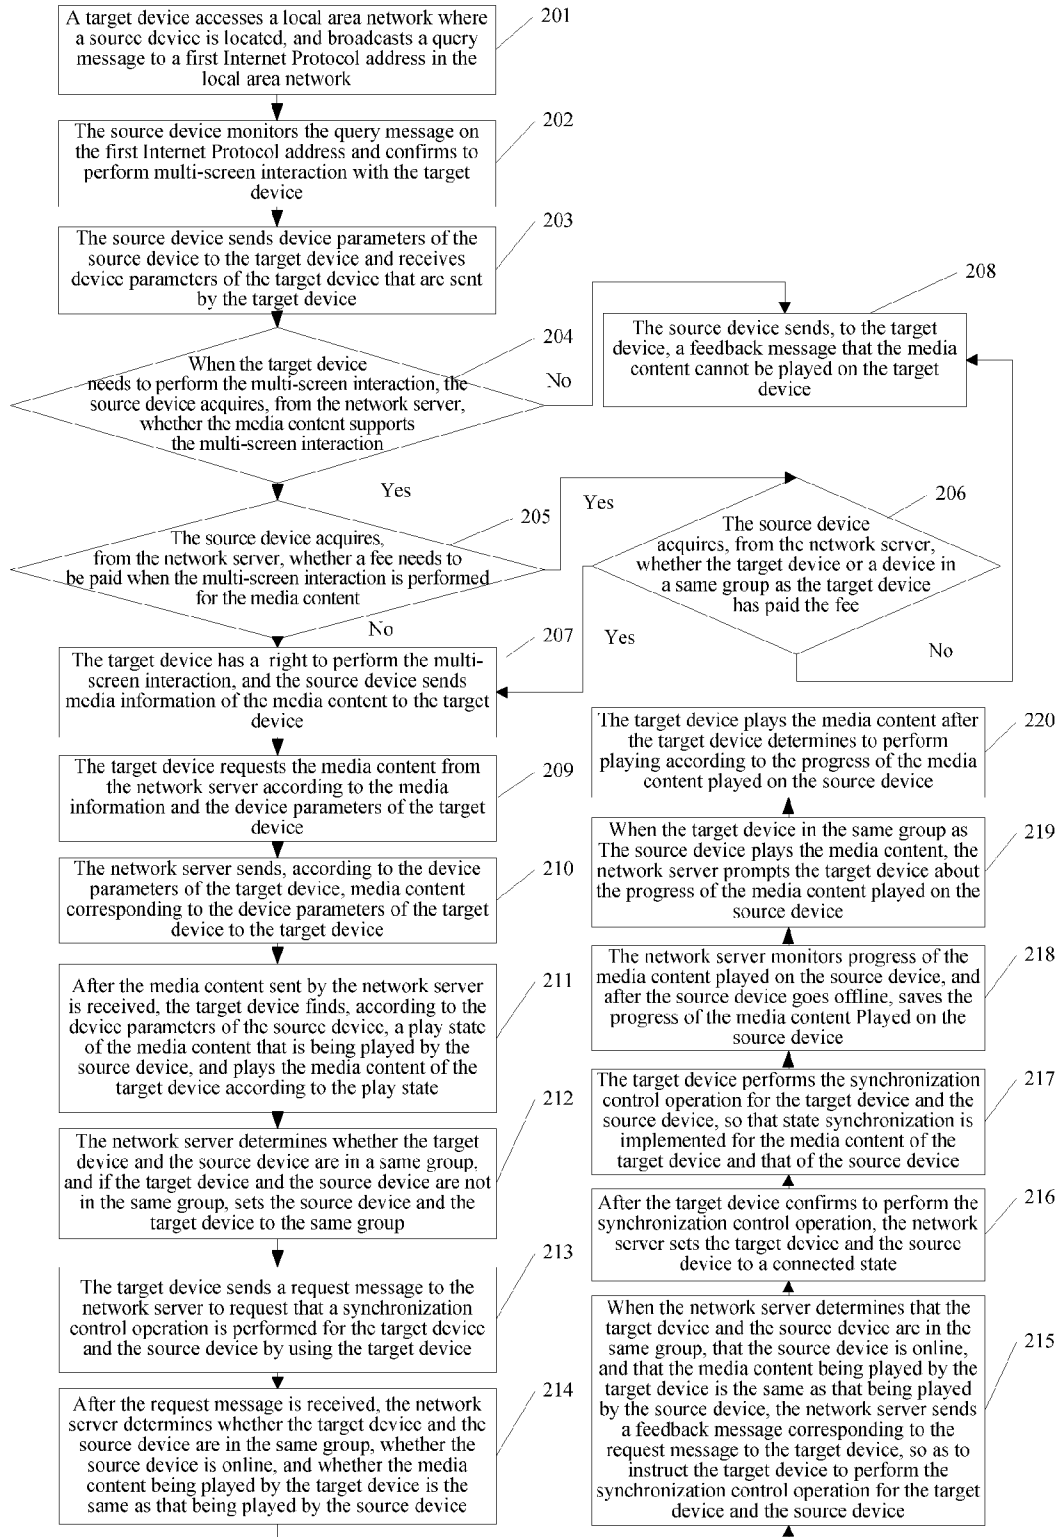 A target device accesses a local area network where
a source device is located, and broadcasts a query
message to a first Internet Protocol address in the
local area network
201
The source device monitors the query message on
the first Internet Protocol address and confirms to
perform multi-screen interaction with the target
device
202
The source device sends device parameters of the
source device to the target device and receives
device parameters of the target device that are sent
by the target device
203
When the target device
needs to perform the multi-screen interaction, the
source device acquires, from the network server,
whether the media content supports
the multi-screen interaction
204
No
Yes
The source device sends, to the target
device, a feedback message that the media
content cannot be played on the target
device
208
The source device acquires,
from the network server, whether a fee needs to
be paid when the multi-screen interaction is performed
for the media content
205
Yes
No
The source device
acquires, from the network server,
whether the target device or a device in
a same group as the target device
has paid the fee
206
Yes
No
The target device has a right to perform the multi-
screen interaction, and the source device sends
media information of the media content to the target
device
207
The target device requests the media content from
the network server according to the media
information and the device parameters of the target
device
209
The network server sends, according to the device
parameters of the target device, media content
corresponding to the device parameters of the target
device to the target device
210
After the media content sent by the network server
is received, the target device finds, according to the
device parameters of the source device, a play state
of the media content that is being played by the
source device, and plays the media content of the
target device according to the play state
211
The network server determines whether the target
device and the source device are in a same group,
and if the target device and the source device are not
in the same group, sets the source device and the
target device to the same group
212
The target device sends a request message to the
network server to request that a synchronization
control operation is performed for the target device
and the source device by using the target device
213
After the request message is received, the network
server determines whether the target device and the
source device are in the same group, whether the
source device is online, and whether the media
content being played by the target device is the
same as that being played by the source device
214
The target device plays the media content after
the target device determines to perform
playing according to the progress of the media
content played on the source device
220
When the target device in the same group as
The source device plays the media content, the
network server prompts the target device about
the progress of the media content played on the
source device
219
The network server monitors progress of the
media content played on the source device, and
after the source device goes offline, saves the
progress of the media content Played on the
source device
218
The target device performs the synchronization
control operation for the target device and the
source device, so that state synchronization is
implemented for the media content of the
target device and that of the source device
217
After the target device confirms to perform the
synchronization control operation, the network
server sets the target device and the source
device to a connected state
216
When the network server determines that the
target device and the source device are in the
same group, that the source device is online,
and that the media content being played by the
target device is the same as that being played
by the source device, the network server sends
a feedback message corresponding to the
request message to the target device, so as to
instruct the target device to perform the
synchronization control operation for the target
device and the source device
215